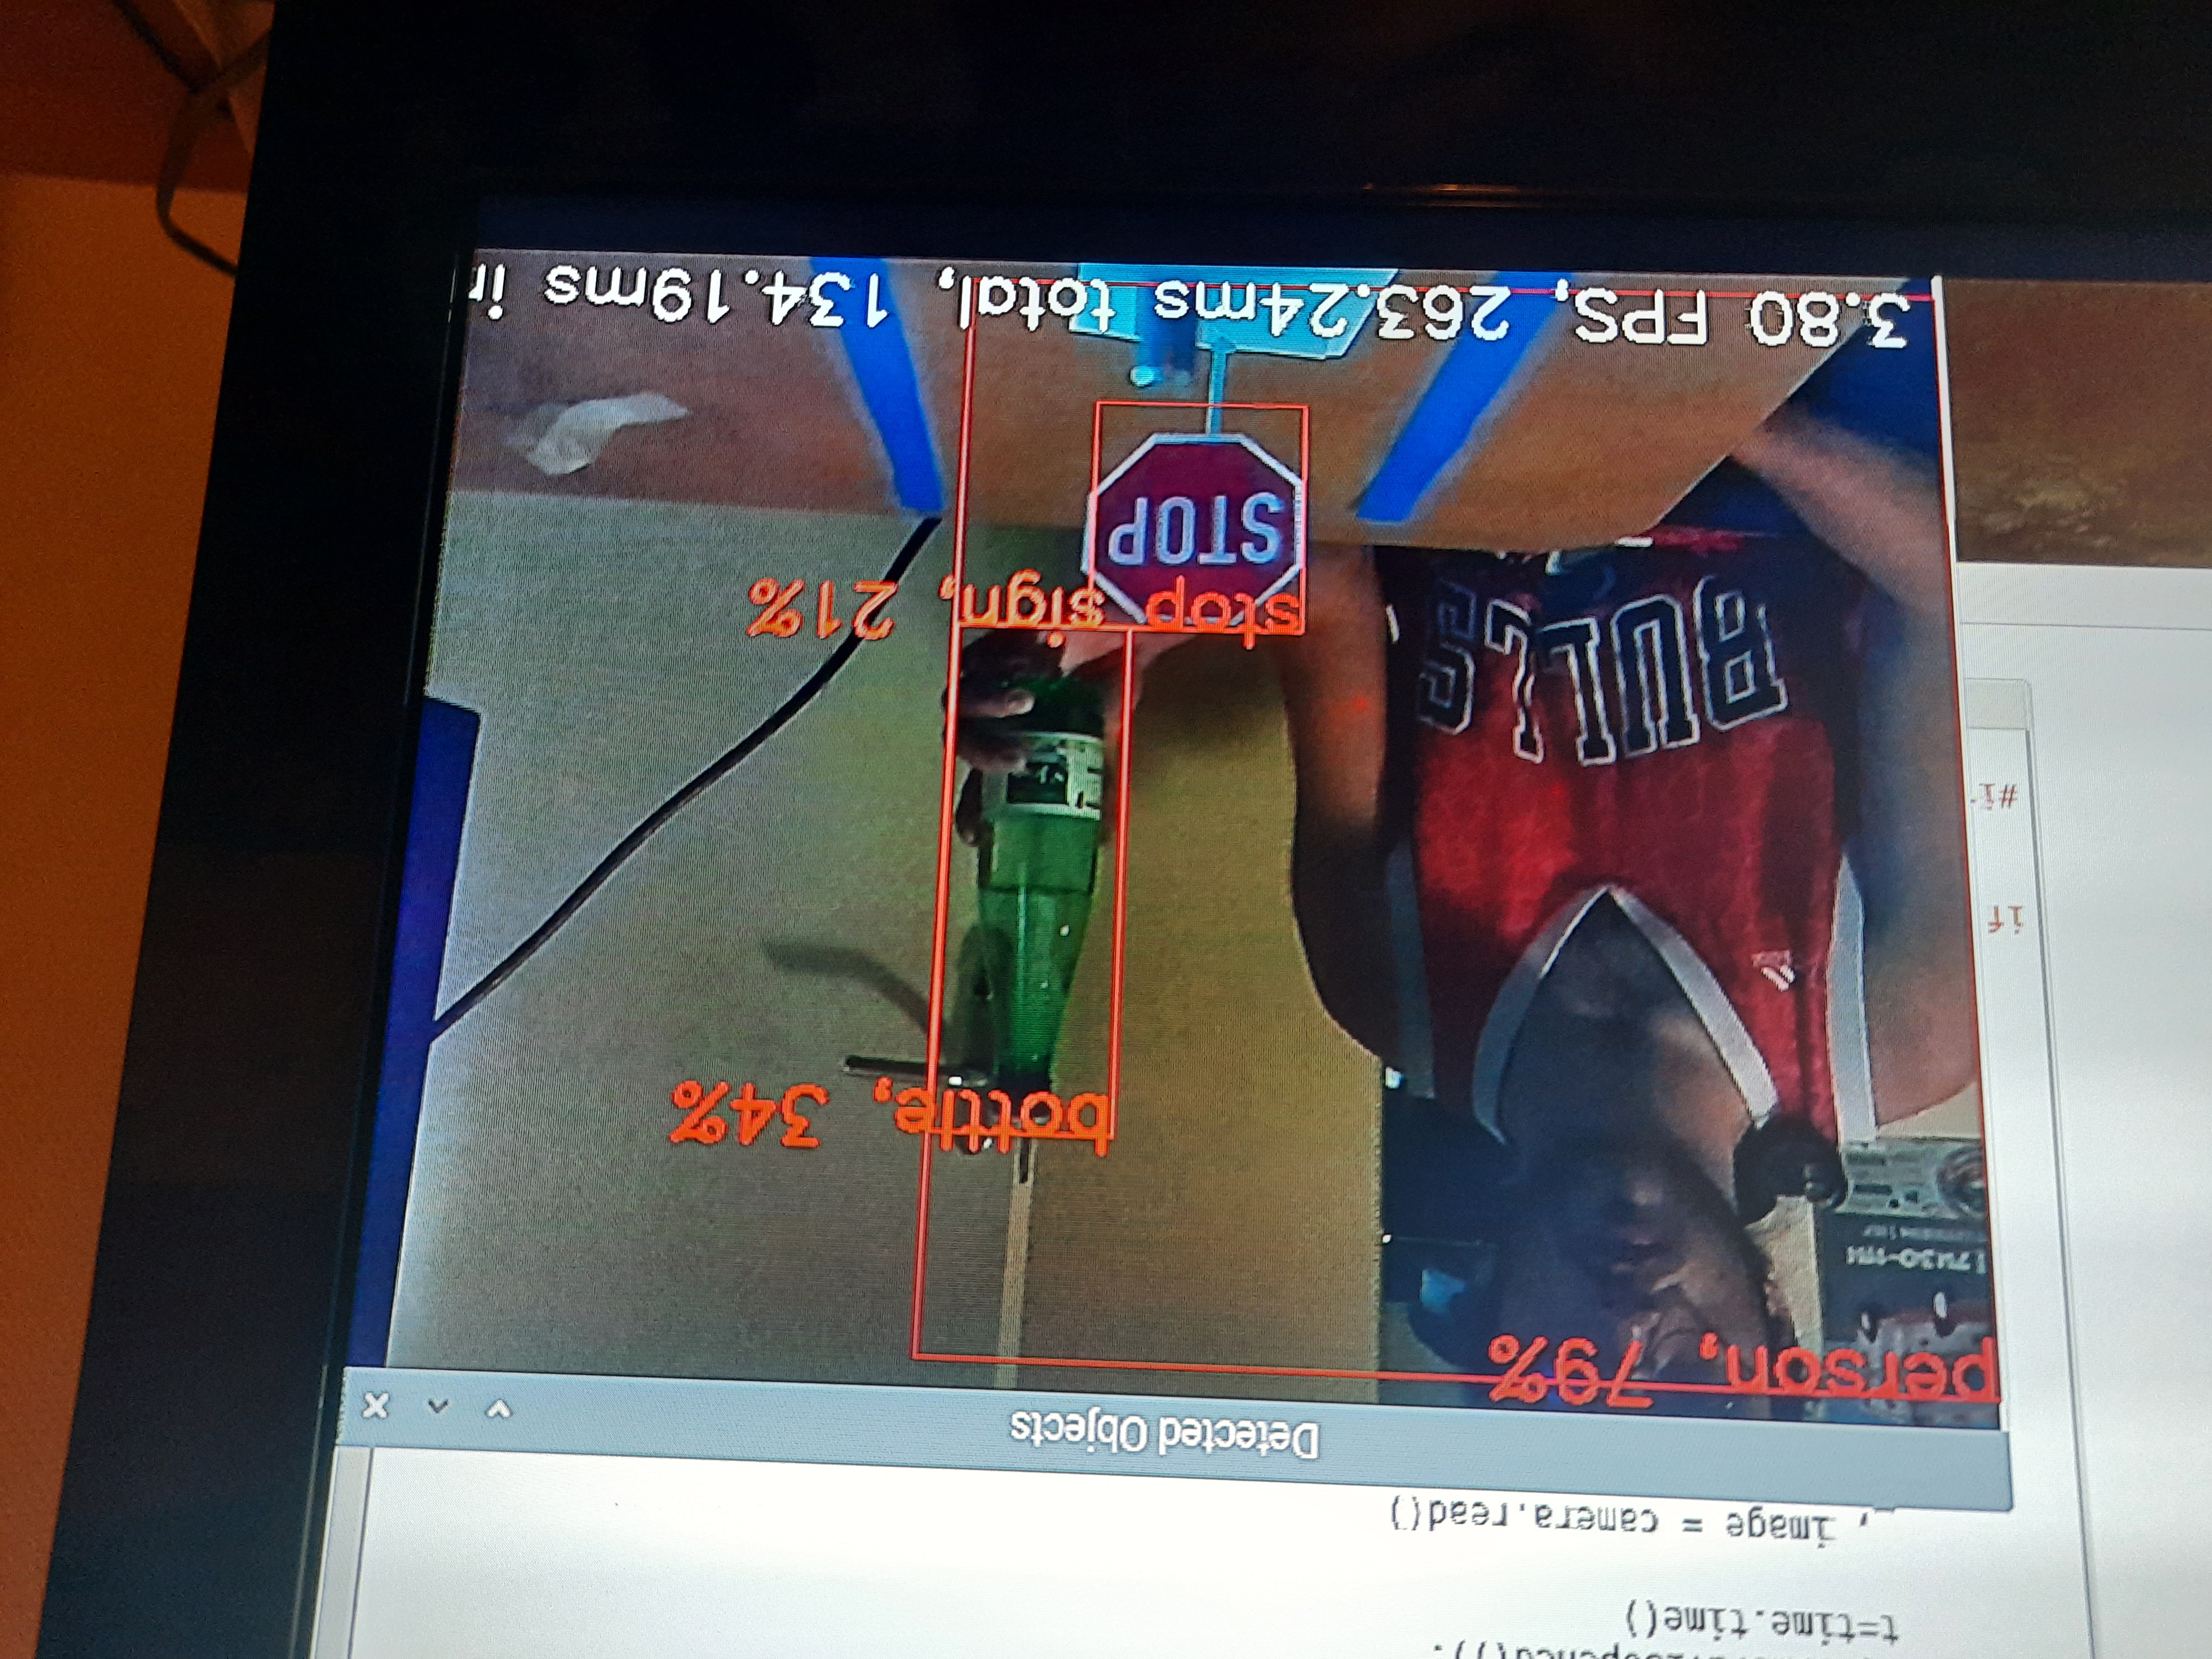 t=time.time()
_, image = camera.read()
Detected Objects
person, 79%
bottle, 34%
if
BULLS
stop sign, 21%
STOP
3.80 FPS, 263.24ms total, 134.19ms